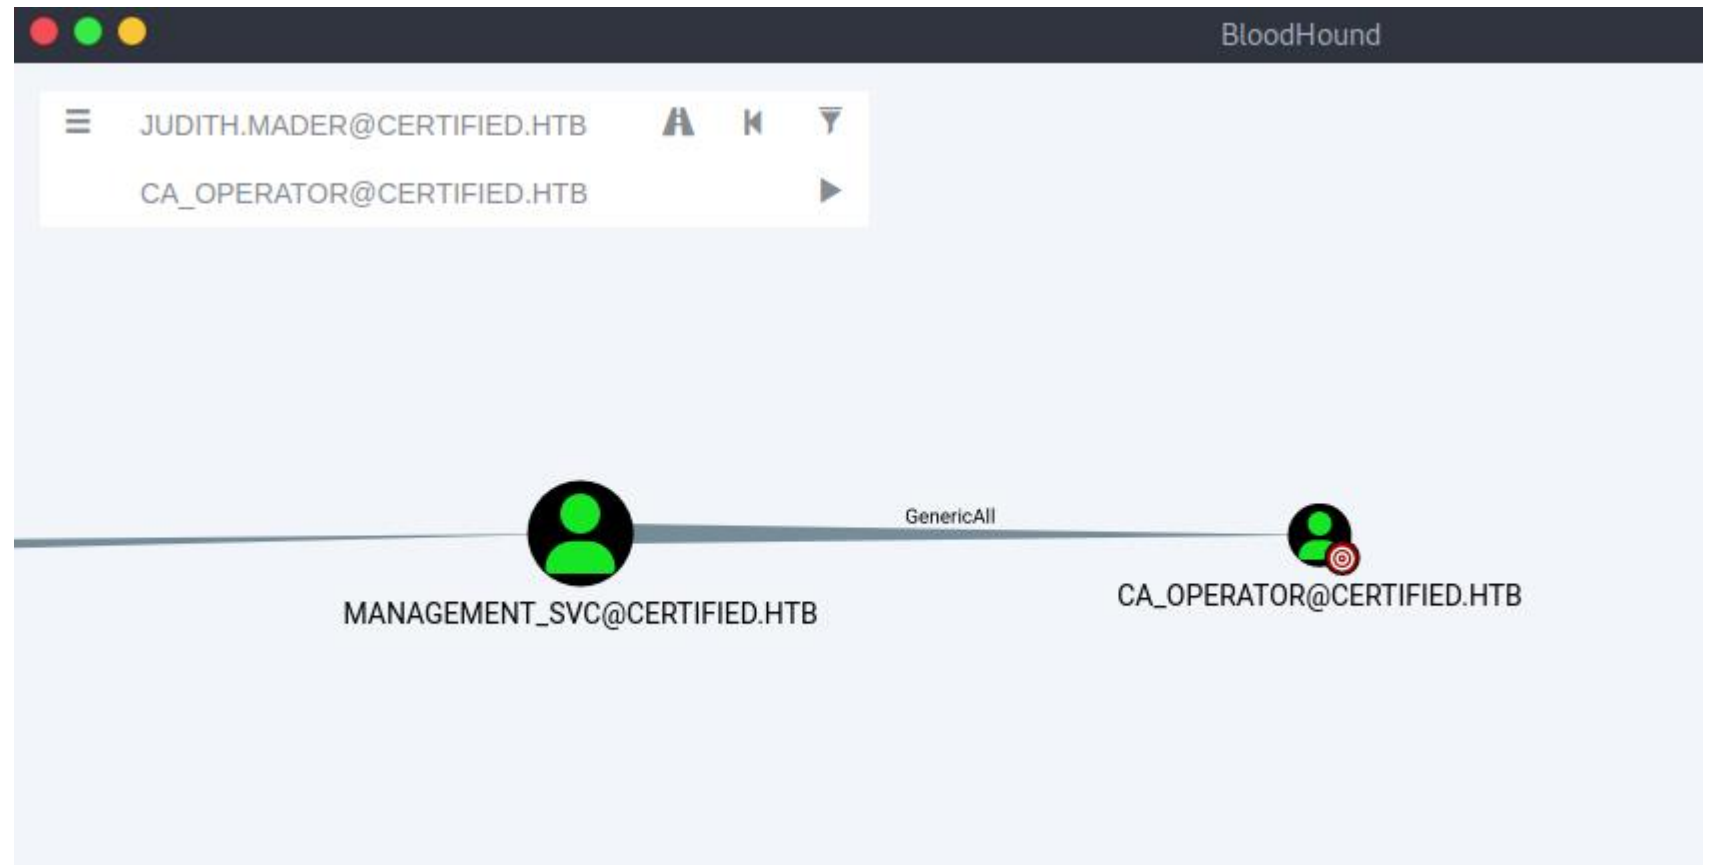 BloodHound
JUDITH.MADER@CERTIFIED.HTB
CA_OPERATOR@CERTIFIED.HTB
GenericAll
MANAGEMENT_SVC@CERTIFIED.HTB
CA_OPERATOR@CERTIFIED.HTB